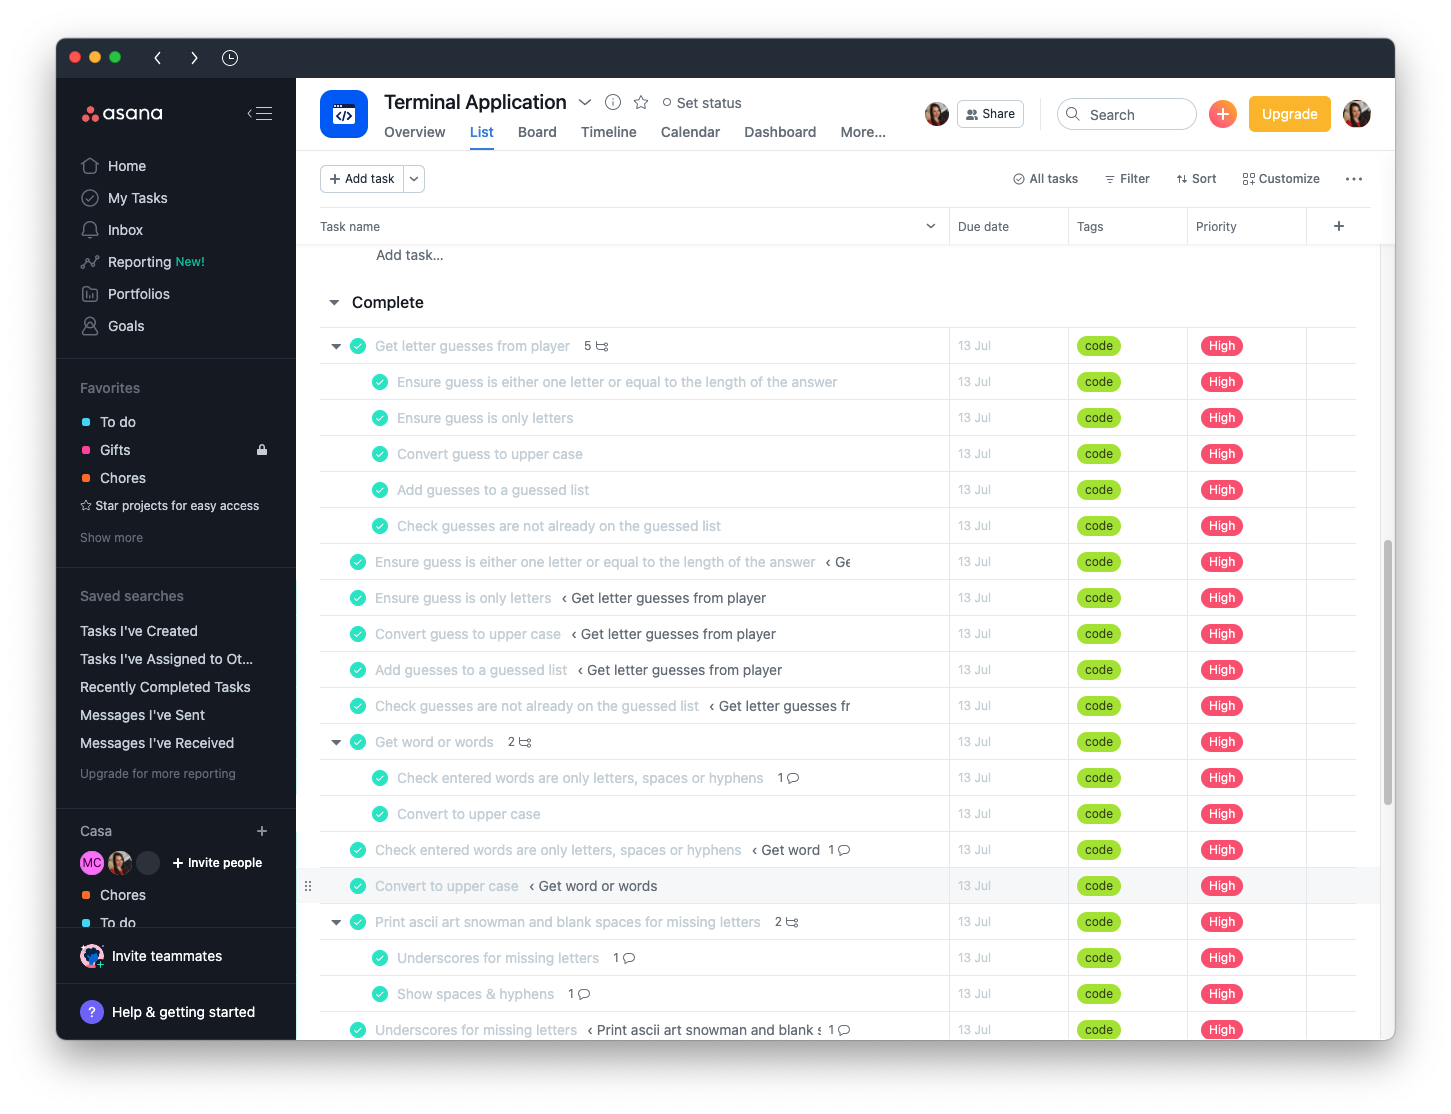 asana
Home
My Tasks
Inbox
Reporting New!
Portfolios
Goals
Favorites
To do
Gifts
Chores
Star projects for easy access
Show more
Saved searches
Tasks I've Created
Tasks I've Assigned to Ot...
Recently Completed Tasks
Messages I've Sent
Messages I've Received
Upgrade for more reporting
Casa +
MC + Invite people
Chores
To do
Invite teammates
? Help & getting started
Terminal Application Set status
Overview List Board Timeline Calendar Dashboard More...
Share
Search
+
Upgrade
+ Add task
All tasks Filter Sort Customize
Task name Due date Tags Priority +
Add task...
Complete
Get letter guesses from player 5 13 Jul code High
Ensure guess is either one letter or equal to the length of the answer 13 Jul code High
Ensure guess is only letters 13 Jul code High
Convert guess to upper case 13 Jul code High
Add guesses to a guessed list 13 Jul code High
Check guesses are not already on the guessed list 13 Jul code High
Ensure guess is either one letter or equal to the length of the answer ‹ Ge 13 Jul code High
Ensure guess is only letters ‹ Get letter guesses from player 13 Jul code High
Convert guess to upper case ‹ Get letter guesses from player 13 Jul code High
Add guesses to a guessed list ‹ Get letter guesses from player 13 Jul code High
Check guesses are not already on the guessed list ‹ Get letter guesses fr 13 Jul code High
Get word or words 2 13 Jul code High
Check entered words are only letters, spaces or hyphens 1 13 Jul code High
Convert to upper case 13 Jul code High
Check entered words are only letters, spaces or hyphens ‹ Get word 1 13 Jul code High
Convert to upper case ‹ Get word or words 13 Jul code High
Print ascii art snowman and blank spaces for missing letters 2 13 Jul code High
Underscores for missing letters 1 13 Jul code High
Show spaces & hyphens 1 13 Jul code High
Underscores for missing letters ‹ Print ascii art snowman and blank s 1 13 Jul code High